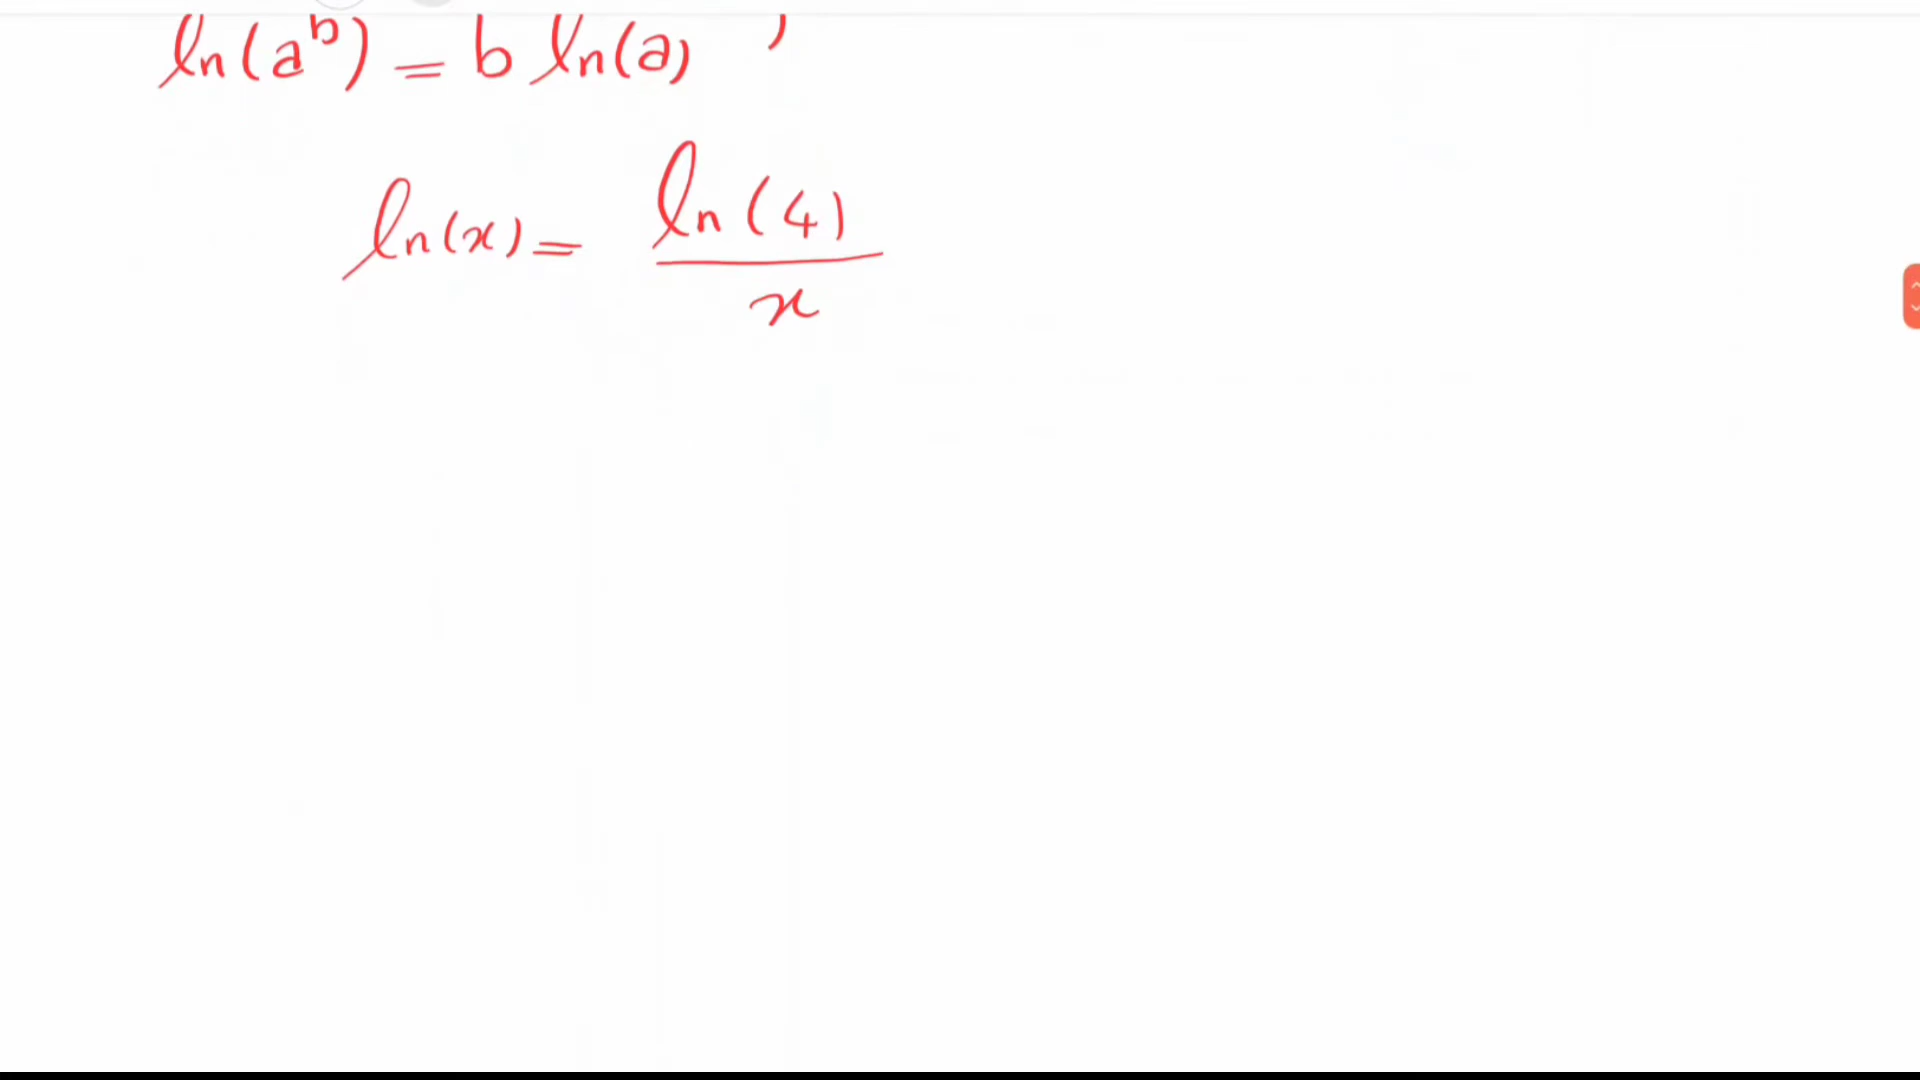 ln(a^b) = b ln(a)
ln(x) = ln(4) / x